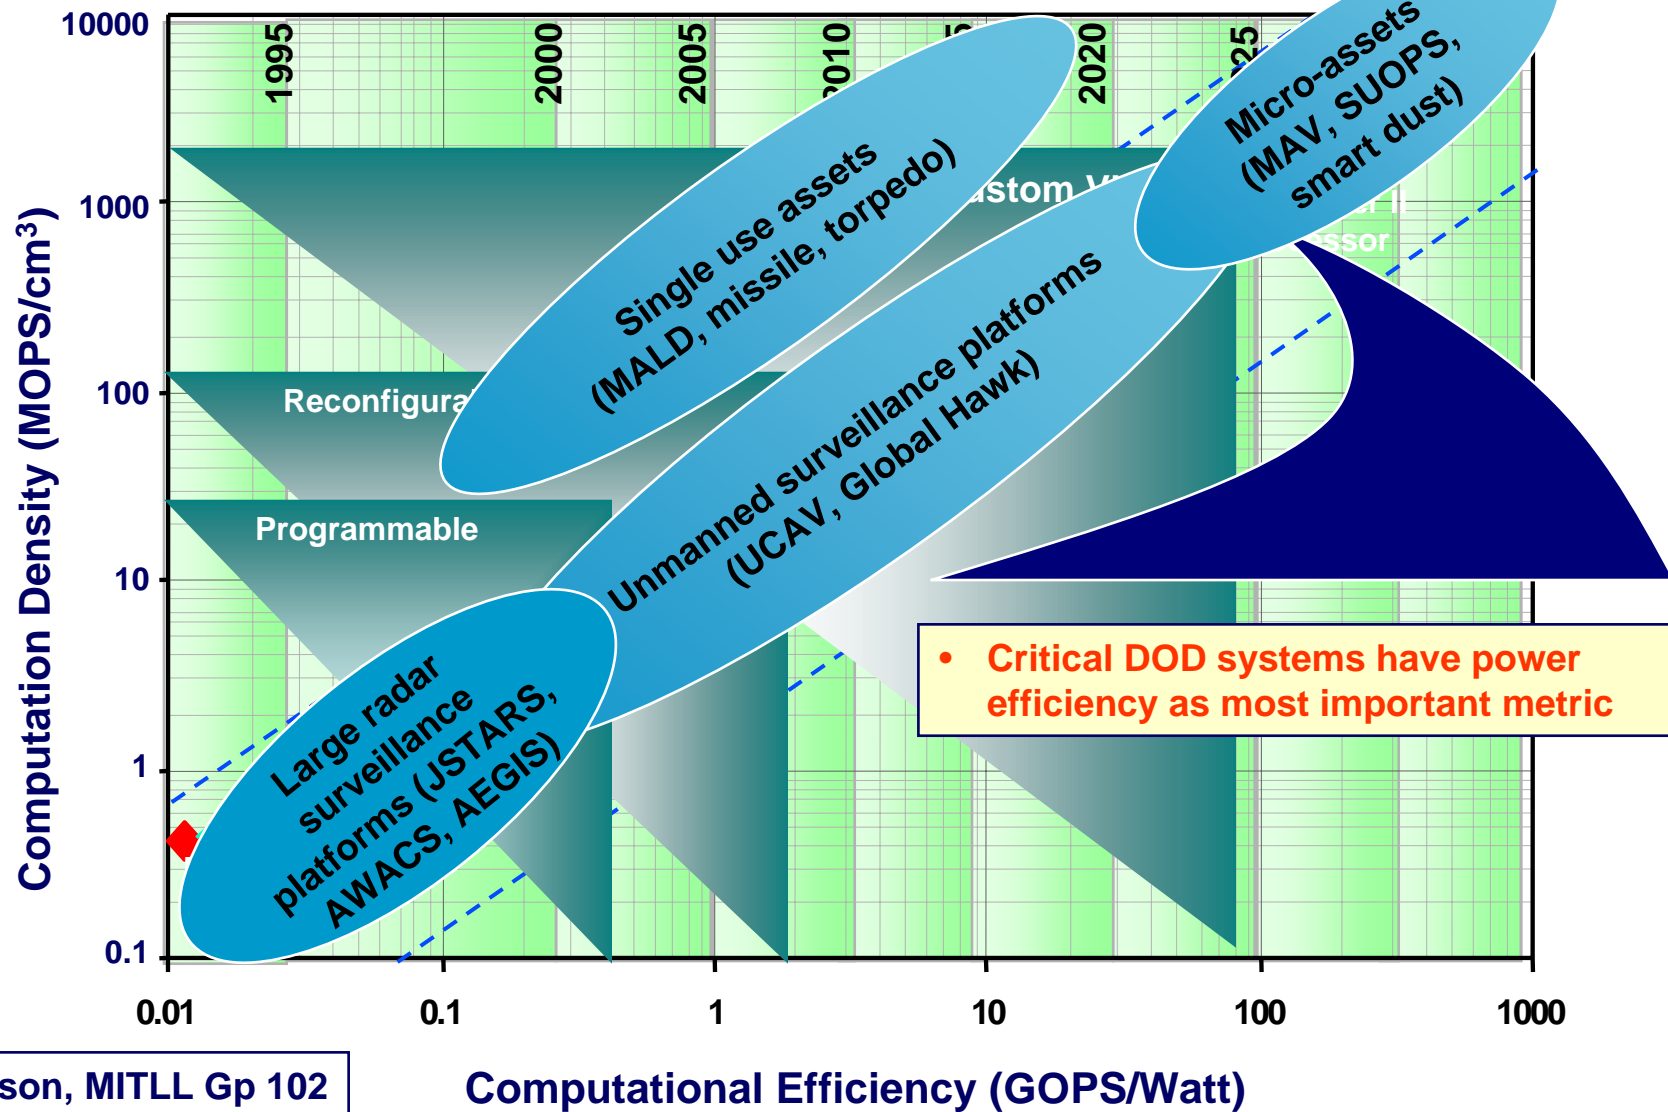 10000
1000
100
10
1
0.1
Computation Density (MOPS/cm³)
1995
2000
2005
2010
2020
Micro-assets
(MAV, SUOPS,
smart dust)
Single use assets
(MALD, missile, torpedo)
Unmanned surveillance platforms
(UCAV, Global Hawk)
Programmable
Large radar
surveillance
platforms (JSTARS,
AWACS, AEGIS)
• Critical DOD systems have power
efficiency as most important metric
0.01
0.1
1
10
100
1000
Computational Efficiency (GOPS/Watt)
son, MITLL Gp 102